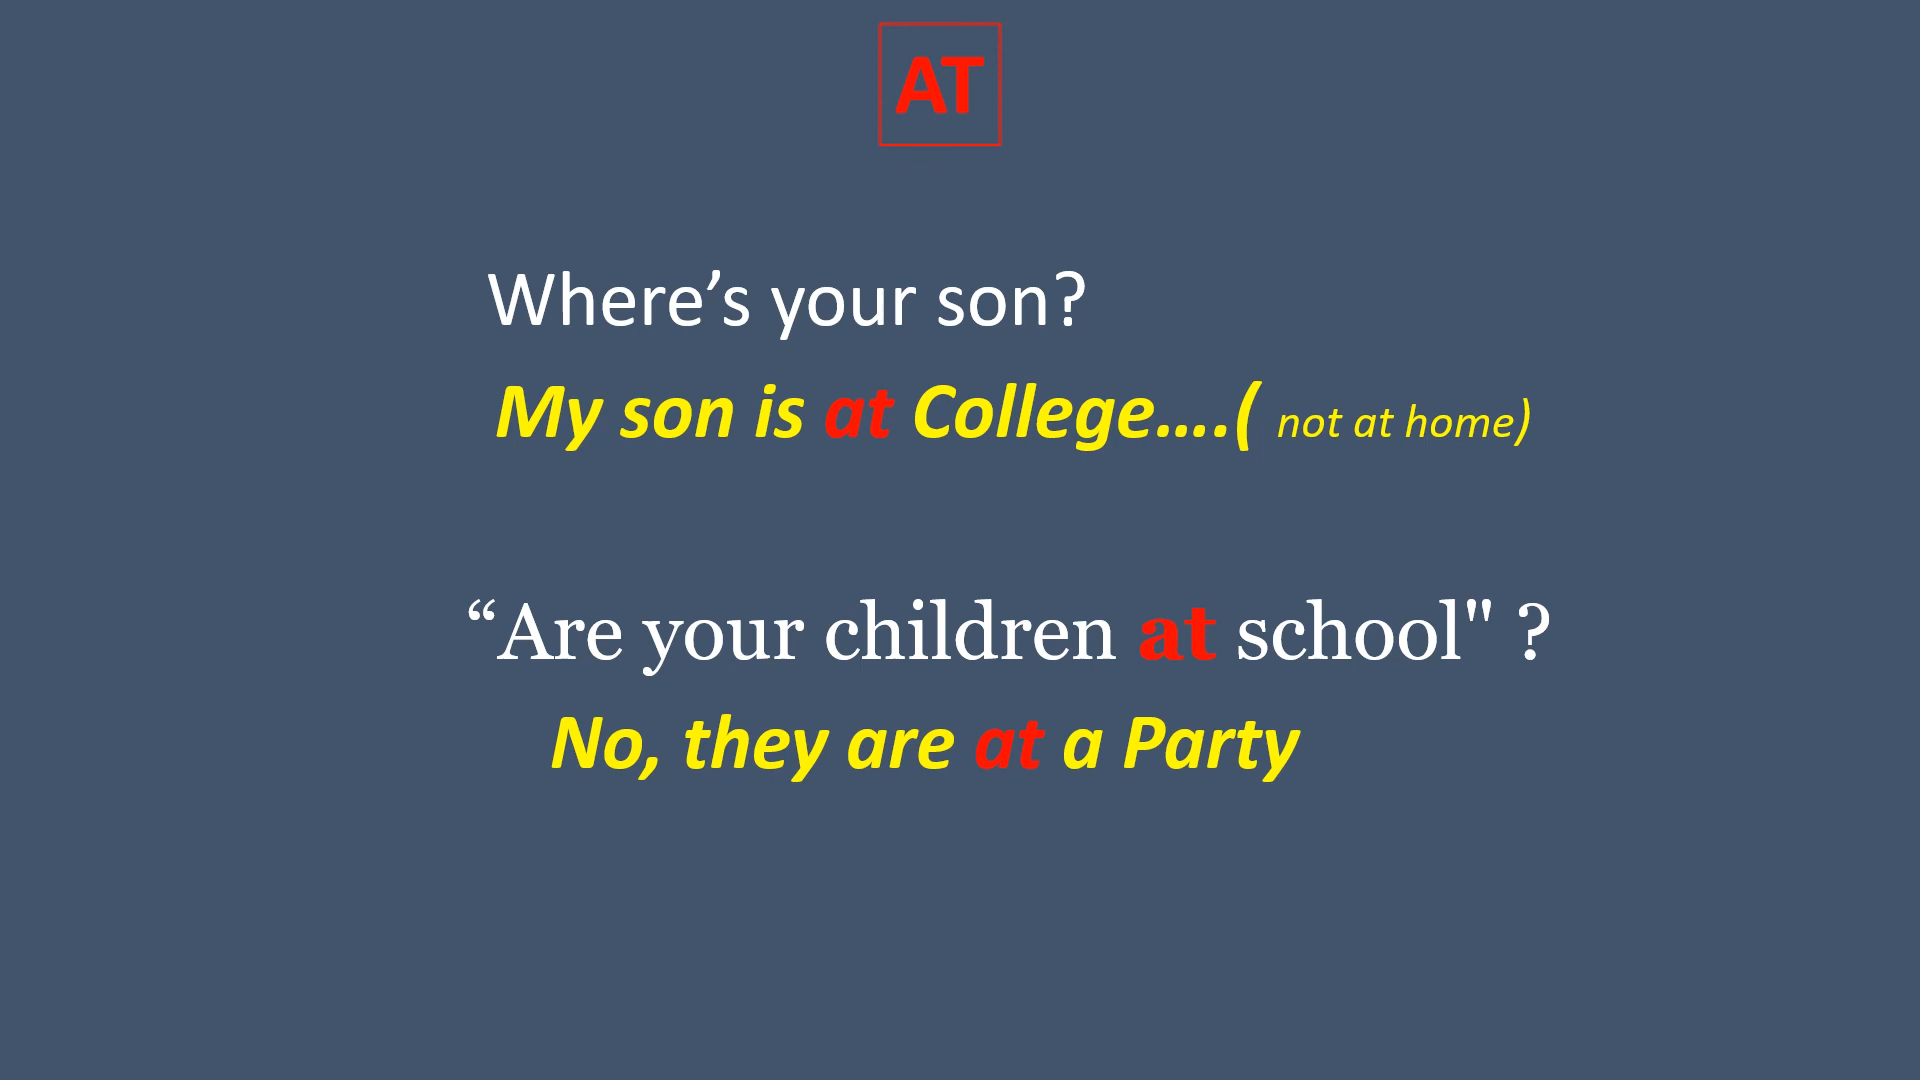 AT
Where’s your son?
My son is at College….( not at home)
“Are your children at school" ?
No, they are at a Party